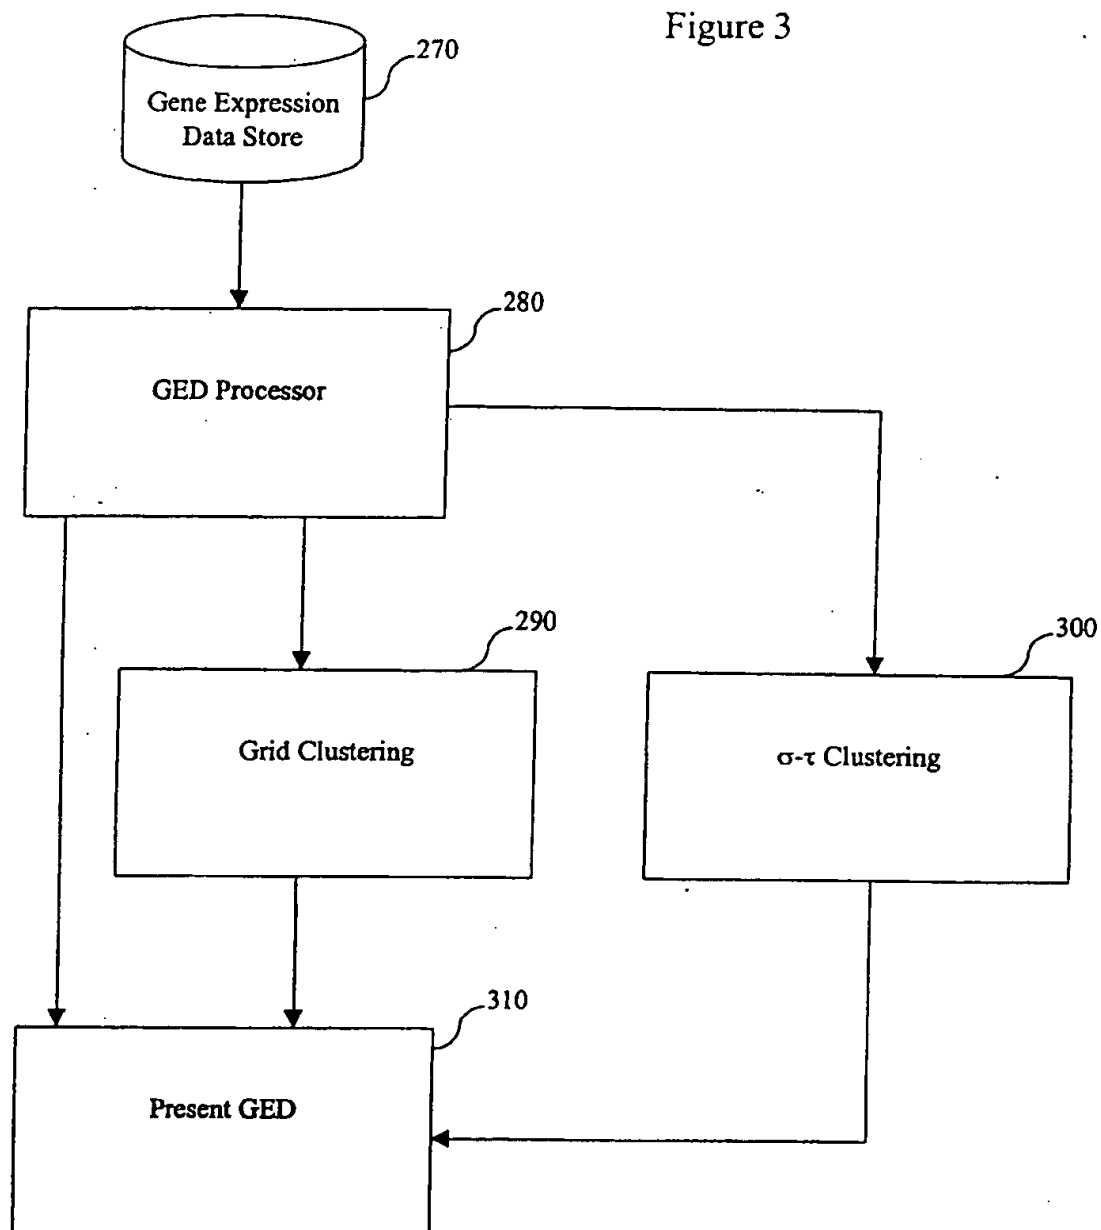 Figure 3
270
Gene Expression
Data Store
280
GED Processor
290
300
Grid Clustering
σ-τ Clustering
310
Present GED